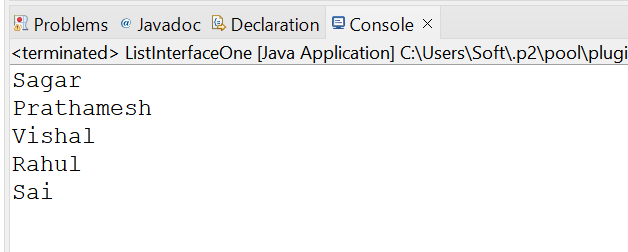 Problems Javadoc Declaration Console
<terminated> ListInterfaceOne [Java Application] C:\Users\Soft\.p2\pool\plugi
Sagar
Prathamesh
Vishal
Rahul
Sai